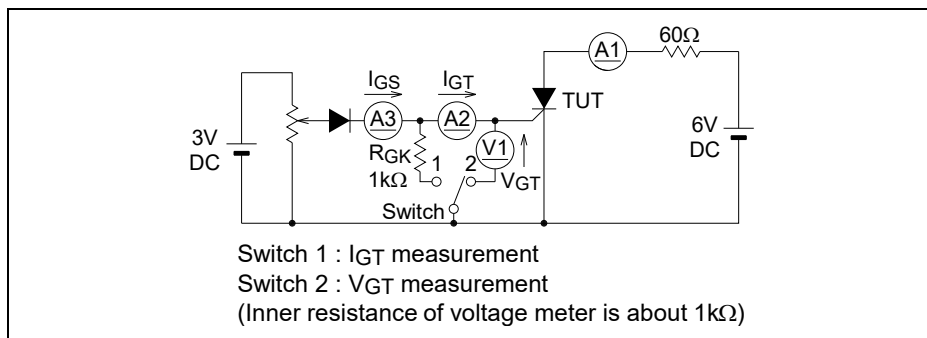 60Ω
A1
IGS
IGT
TUT
A3
A2
3V
DC
RGK
1kΩ
1
2
V1
VGT
6V
DC
Switch
Switch 1 : IGT measurement
Switch 2 : VGT measurement
(Inner resistance of voltage meter is about 1kΩ)